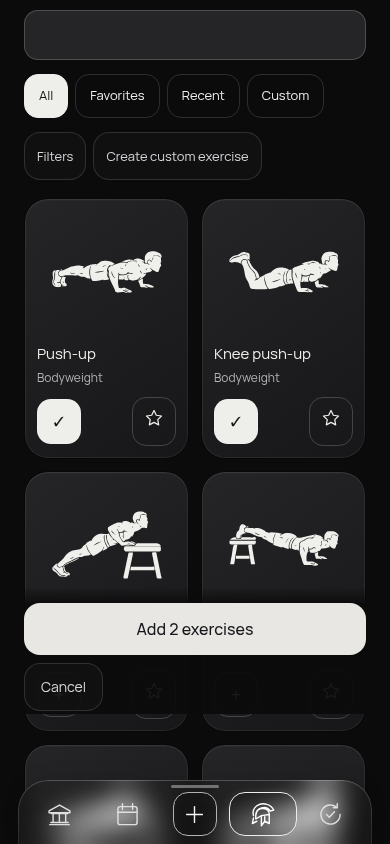 All Favorites Recent Custom
Filters Create custom exercise
Push-up Knee push-up
Bodyweight Bodyweight
✓ ✓
Add 2 exercises
Cancel